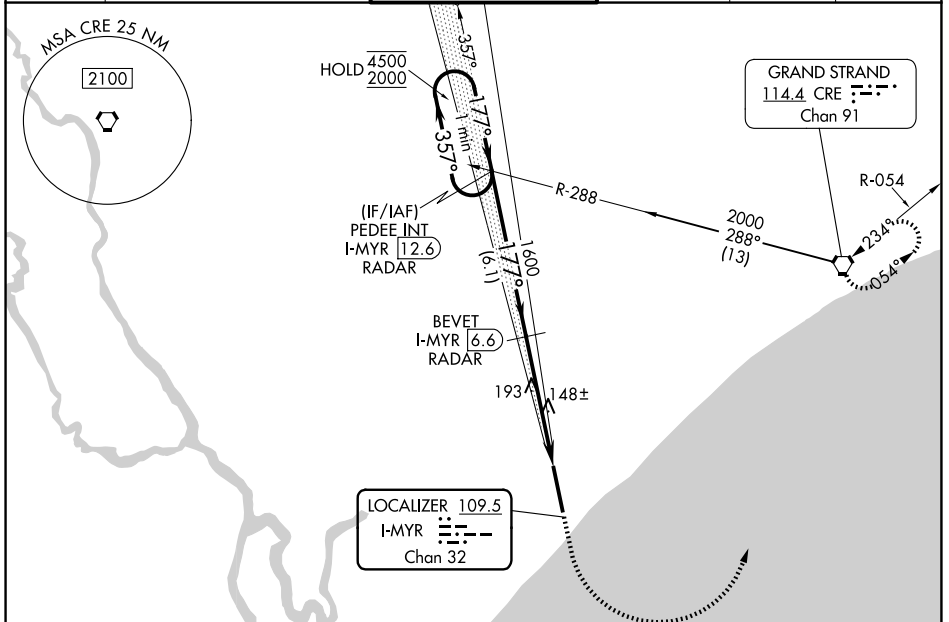 MSA CRE 25 NM
2100
HOLD 4500
2000
357°
177°
1 min
357°
(IF/IAF)
PEDEE INT
I-MYR 12.6
RADAR
R-288
2000
288°
(13)
GRAND STRAND
114.4 CRE
Chan 91
R-054
234°
054°
1600
177°
(6.1)
BEVET
I-MYR 6.6
RADAR
193
148±
LOCALIZER 109.5
I-MYR
Chan 32